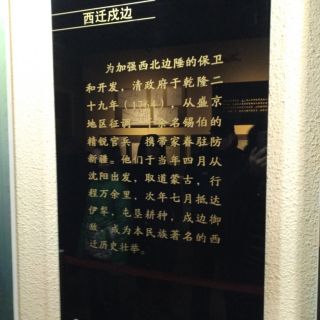 西迁戍边
为加强西北边陲的保卫
和开发，清政府于乾隆二
十九年（1764），从盛京
地区征调 余名锡伯的
精锐官兵，携带家眷驻防
新疆。他们于当年四月从
沈阳出发，取道蒙古，行
程万余里，次年七月抵达
伊犁，屯垦耕种，戍边御
敌，成为本民族著名的西
迁历史壮举。